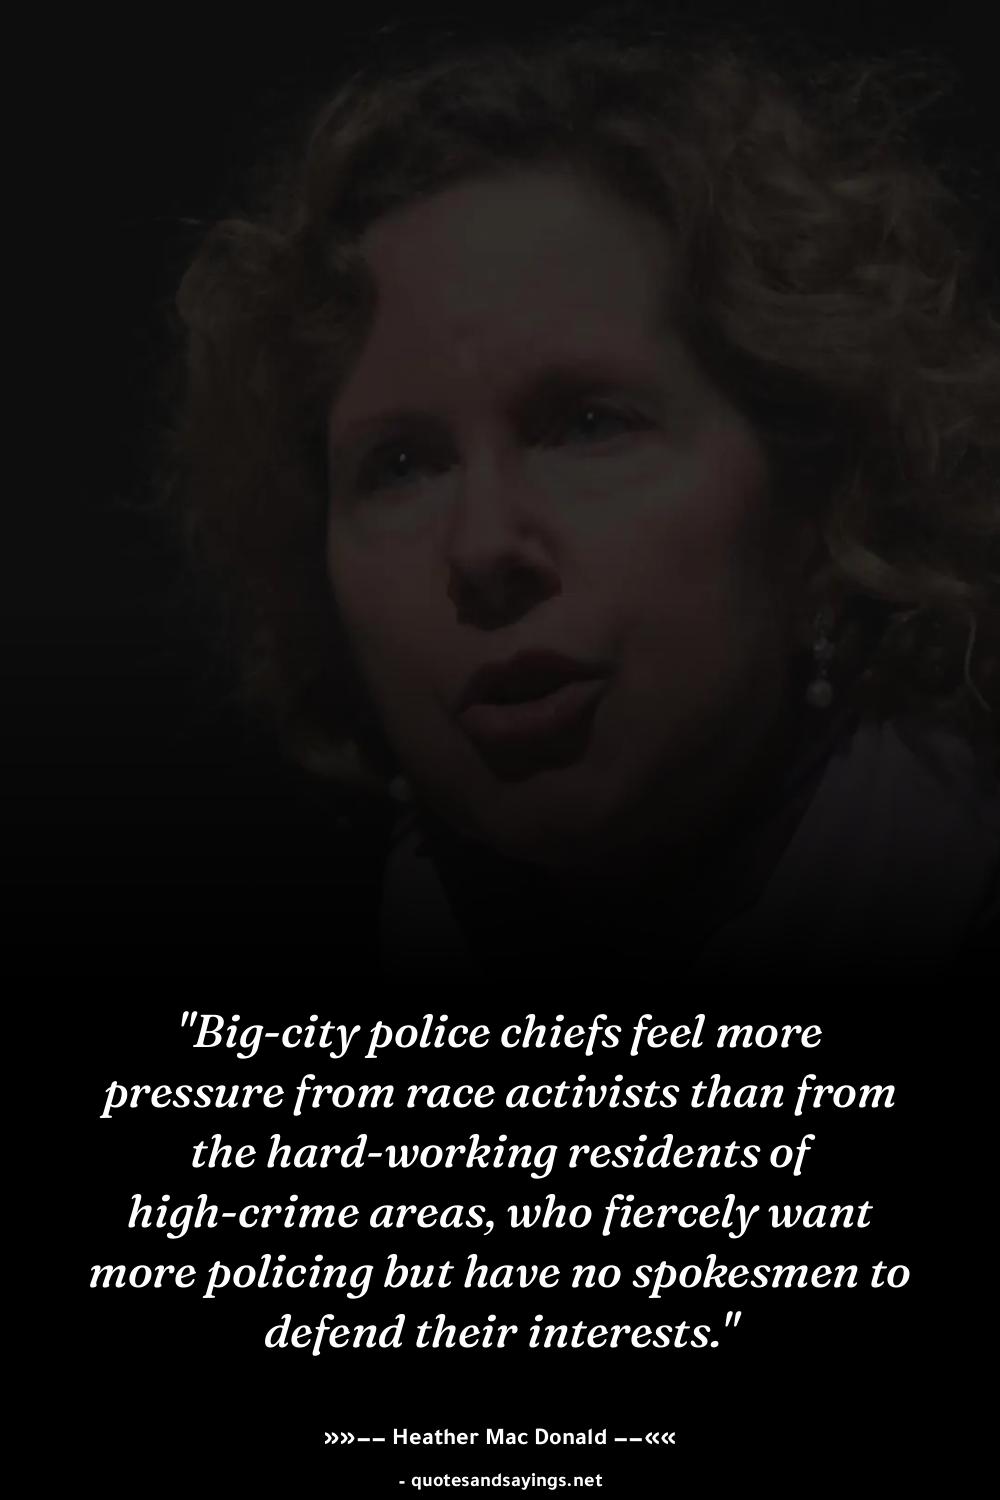 "Big-city police chiefs feel more
pressure from race activists than from
the hard-working residents of
high-crime areas, who fiercely want
more policing but have no spokesmen to
defend their interests."
»»−− Heather Mac Donald −−««
- quotesandsayings.net